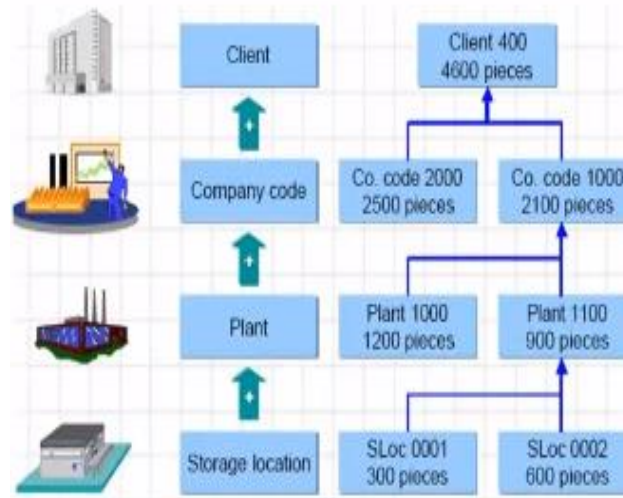 Client
Client 400
4600 pieces
+
Company code
Co. code 2000
2500 pieces
Co. code 1000
2100 pieces
+
Plant
Plant 1000
1200 pieces
Plant 1100
900 pieces
+
Storage location
SLoc 0001
300 pieces
SLoc 0002
600 pieces